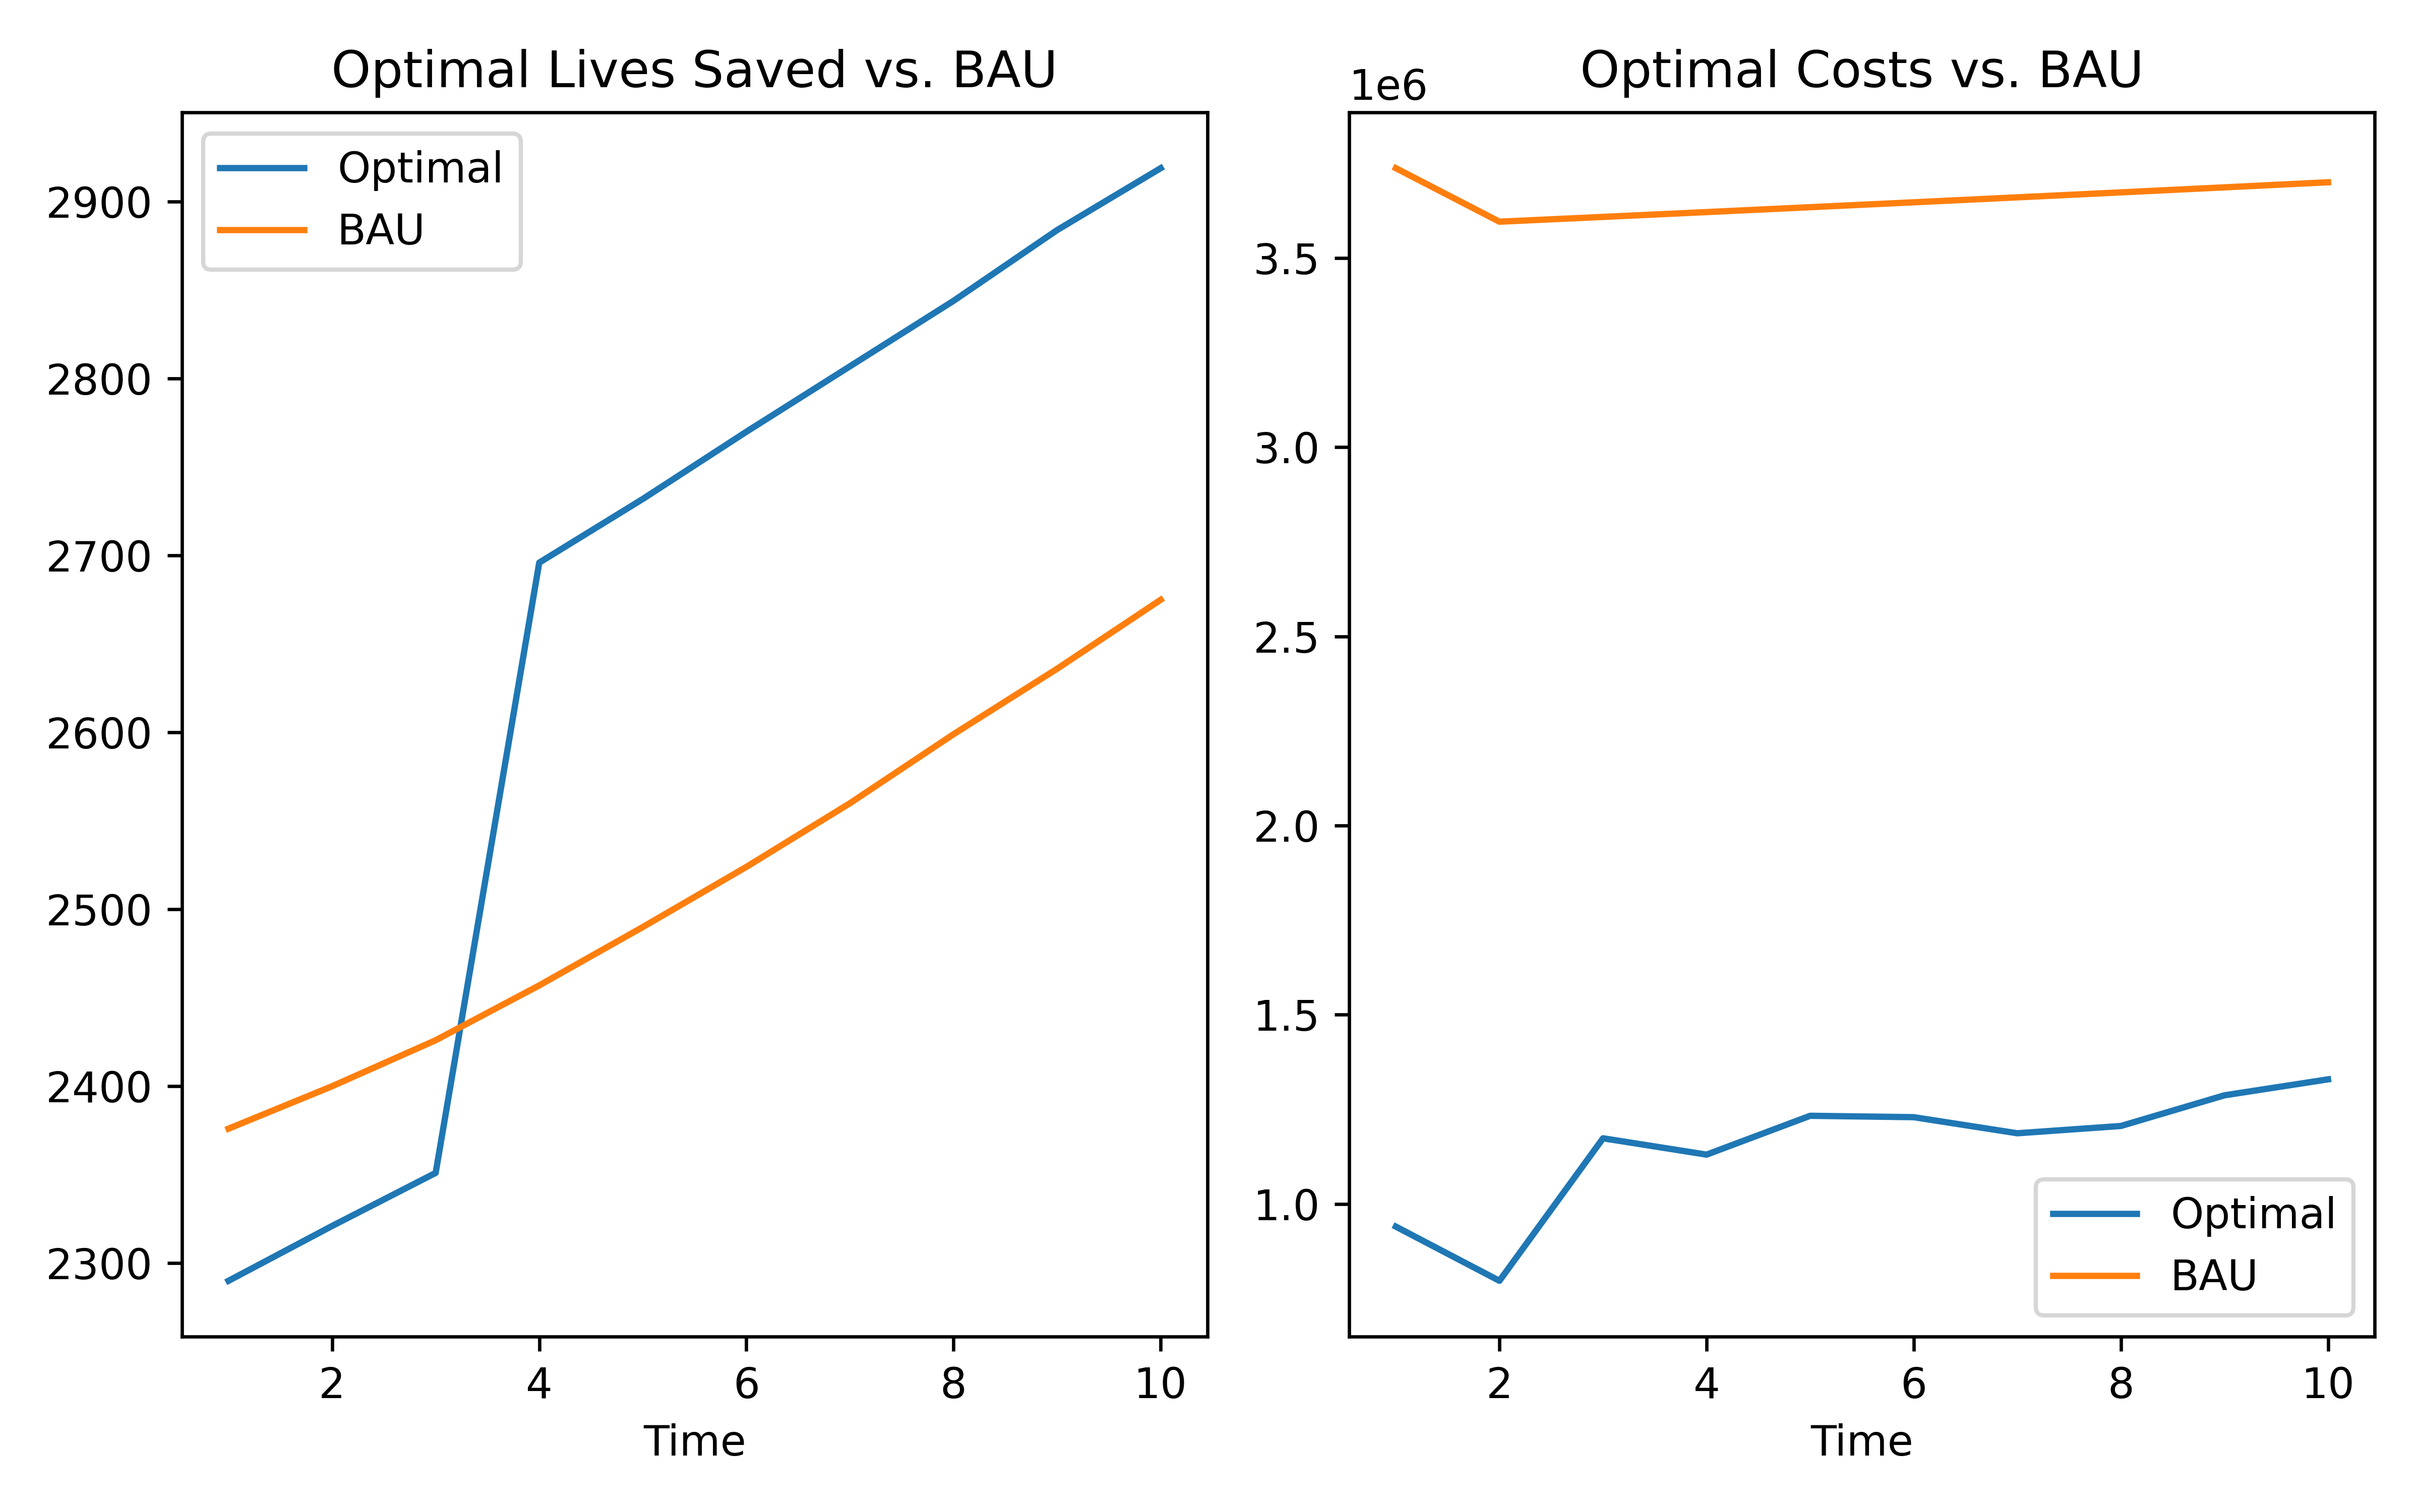 Optimal Lives Saved vs. BAU
Optimal
BAU
2900
2800
2700
2600
2500
2400
2300
2 4 6 8 10
Time
Optimal Costs vs. BAU
1e6
3.5
3.0
2.5
2.0
1.5
1.0
Optimal
BAU
2 4 6 8 10
Time